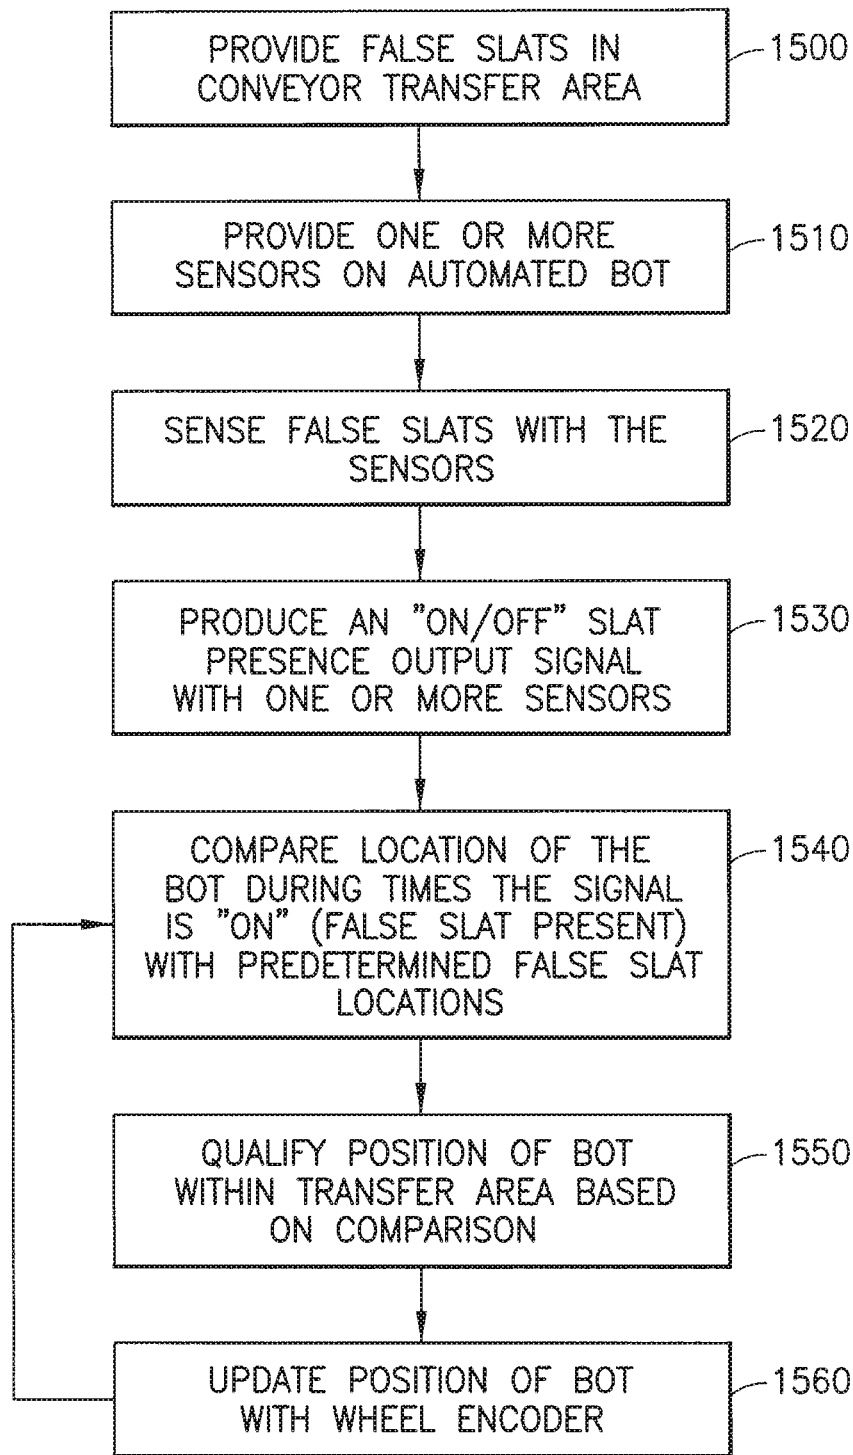 PROVIDE FALSE SLATS IN
CONVEYOR TRANSFER AREA
1500
PROVIDE ONE OR MORE
SENSORS ON AUTOMATED BOT
1510
SENSE FALSE SLATS WITH THE
SENSORS
1520
PRODUCE AN "ON/OFF" SLAT
PRESENCE OUTPUT SIGNAL
WITH ONE OR MORE SENSORS
1530
COMPARE LOCATION OF THE
BOT DURING TIMES THE SIGNAL
IS "ON" (FALSE SLAT PRESENT)
WITH PREDETERMINED FALSE SLAT
LOCATIONS
1540
QUALIFY POSITION OF BOT
WITHIN TRANSFER AREA BASED
ON COMPARISON
1550
UPDATE POSITION OF BOT
WITH WHEEL ENCODER
1560